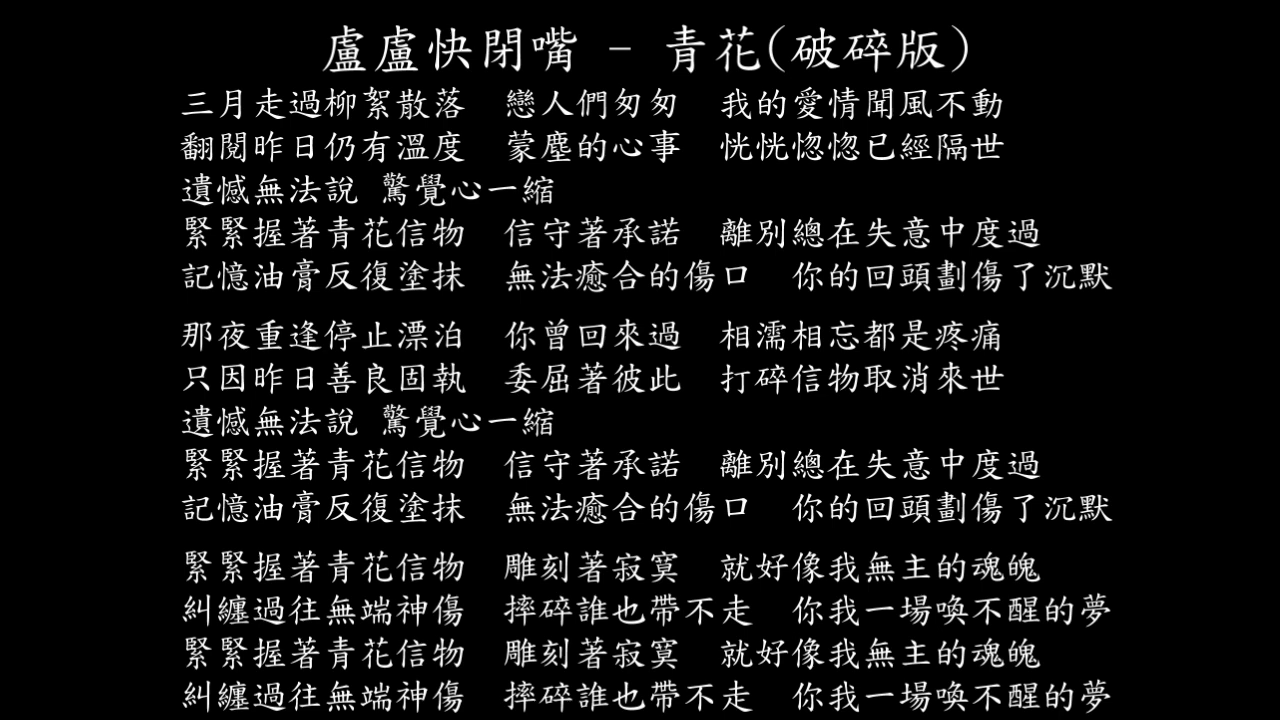 盧盧快閉嘴 - 青花(破碎版)
三月走過柳絮散落 戀人們匆匆 我的愛情聞風不動
翻閱昨日仍有溫度 蒙塵的心事 恍恍惚惚已經隔世
遺憾無法說 驚覺心一縮
緊緊握著青花信物 信守著承諾 離別總在失意中度過
記憶油膏反復塗抹 無法癒合的傷口 你的回頭劃傷了沉默
那夜重逢停止漂泊 你曾回來過 相濡相忘都是疼痛
只因昨日善良固執 委屈著彼此 打碎信物取消來世
遺憾無法說 驚覺心一縮
緊緊握著青花信物 信守著承諾 離別總在失意中度過
記憶油膏反復塗抹 無法癒合的傷口 你的回頭劃傷了沉默
緊緊握著青花信物 雕刻著寂寞 就好像我無主的魂魄
糾纏過往無端神傷 摔碎誰也帶不走 你我一場喚不醒的夢
緊緊握著青花信物 雕刻著寂寞 就好像我無主的魂魄
糾纏過往無端神傷 摔碎誰也帶不走 你我一場喚不醒的夢